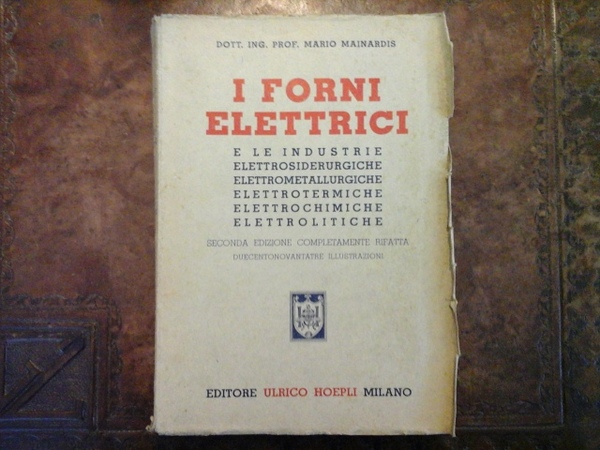 DOTT. ING. PROF. MARIO MAINARDIS
I FORNI
ELETTRICI
E LE INDUSTRIE
ELETTROSIDERURGICHE
ELETTROMETALLURGICHE
ELETTROTERMICHE
ELETTROCHIMICHE
ELETTROLITICHE
SECONDA EDIZIONE COMPLETAMENTE RIFATTA
DUECENTONOVANTATRE ILLUSTRAZIONI
EDITORE ULRICO HOEPLI MILANO